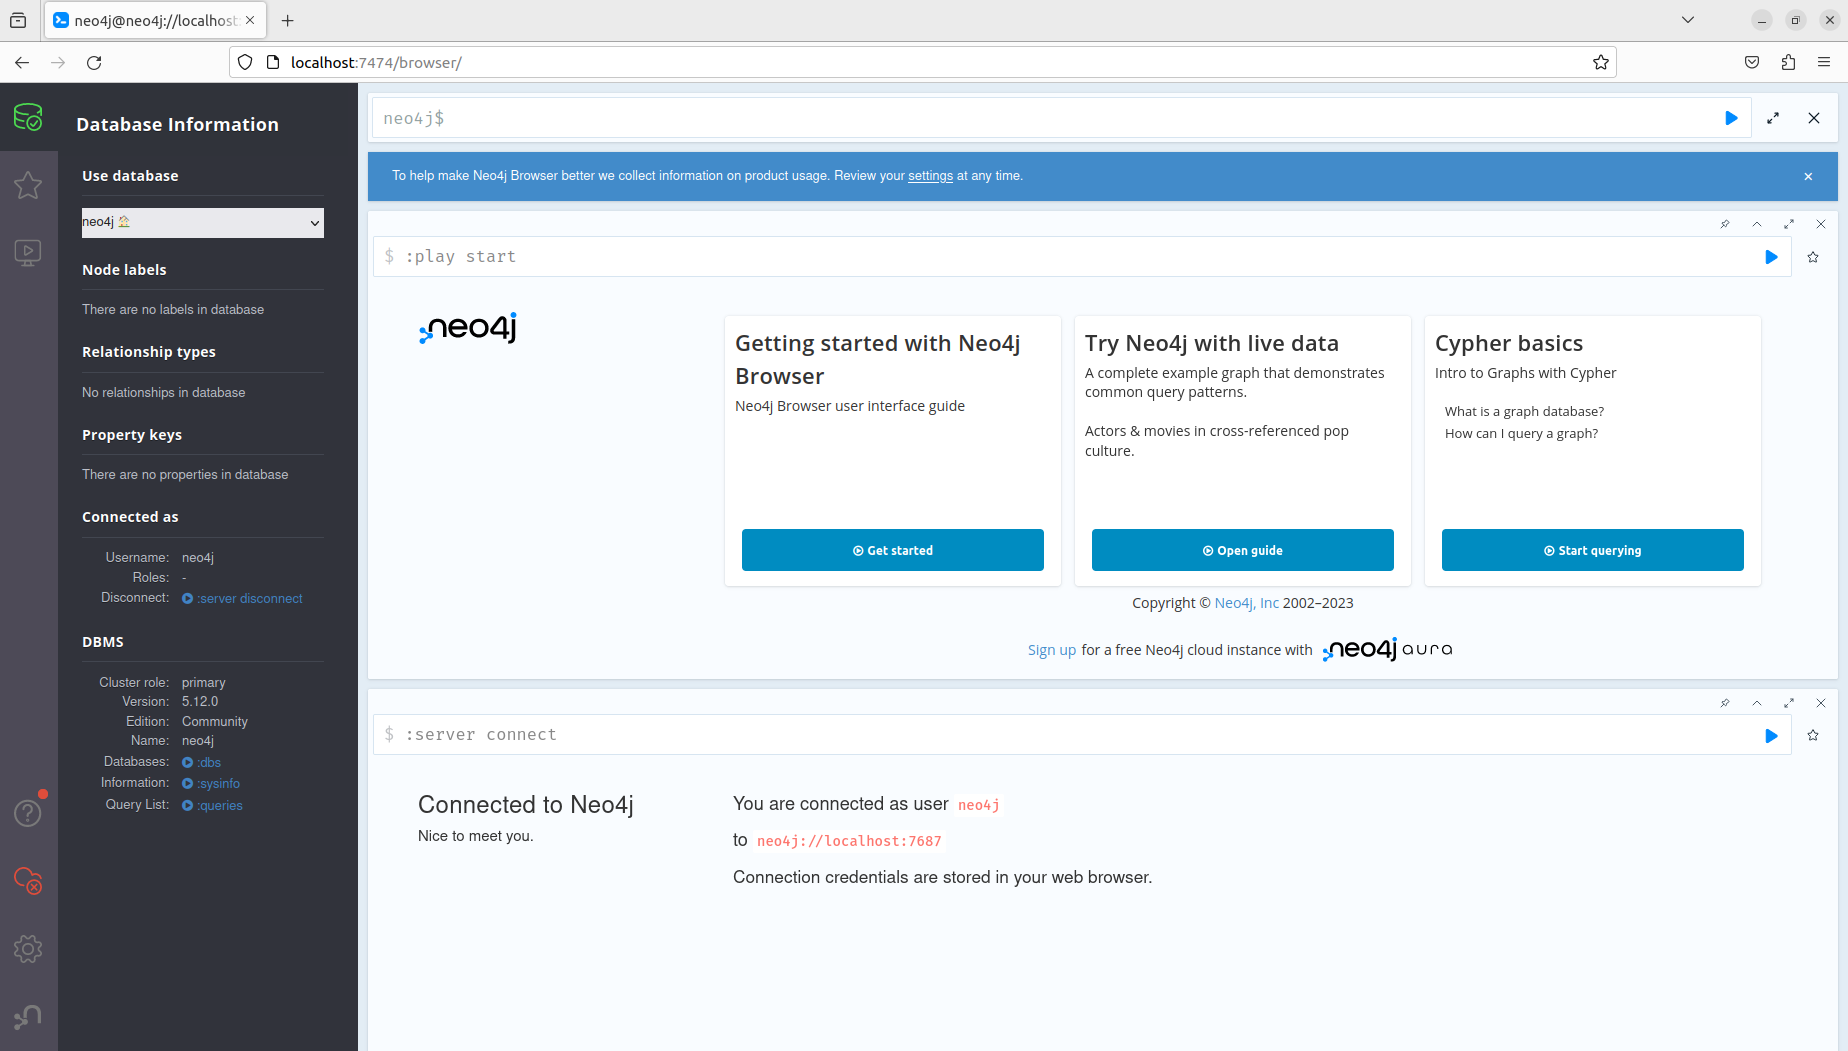 neo4j@neo4j://localhost:
localhost:7474/browser/
Database Information
Use database
neo4j
Node labels
There are no labels in database
Relationship types
No relationships in database
Property keys
There are no properties in database
Connected as
Username: neo4j
Roles: -
Disconnect: :server disconnect
DBMS
Cluster role: primary
Version: 5.12.0
Edition: Community
Name: neo4j
Databases: :dbs
Information: :sysinfo
Query List: :queries
neo4j$
To help make Neo4j Browser better we collect information on product usage. Review your settings at any time.
$ :play start
neo4j
Getting started with Neo4j
Browser
Neo4j Browser user interface guide
Get started
Try Neo4j with live data
A complete example graph that demonstrates
common query patterns.
Actors & movies in cross-referenced pop
culture.
Open guide
Cypher basics
Intro to Graphs with Cypher
What is a graph database?
How can I query a graph?
Start querying
Copyright © Neo4j, Inc 2002–2023
Sign up for a free Neo4j cloud instance with neo4j aura
$ :server connect
Connected to Neo4j
Nice to meet you.
You are connected as user neo4j
to neo4j://localhost:7687
Connection credentials are stored in your web browser.